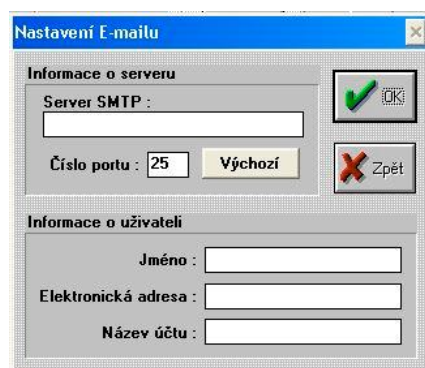 Nastavení E-mailu
Informace o serveru
Server SMTP :
OK
Číslo portu : 25 Výchozí
Zpět
Informace o uživateli
Jméno :
Elektronická adresa :
Název účtu :